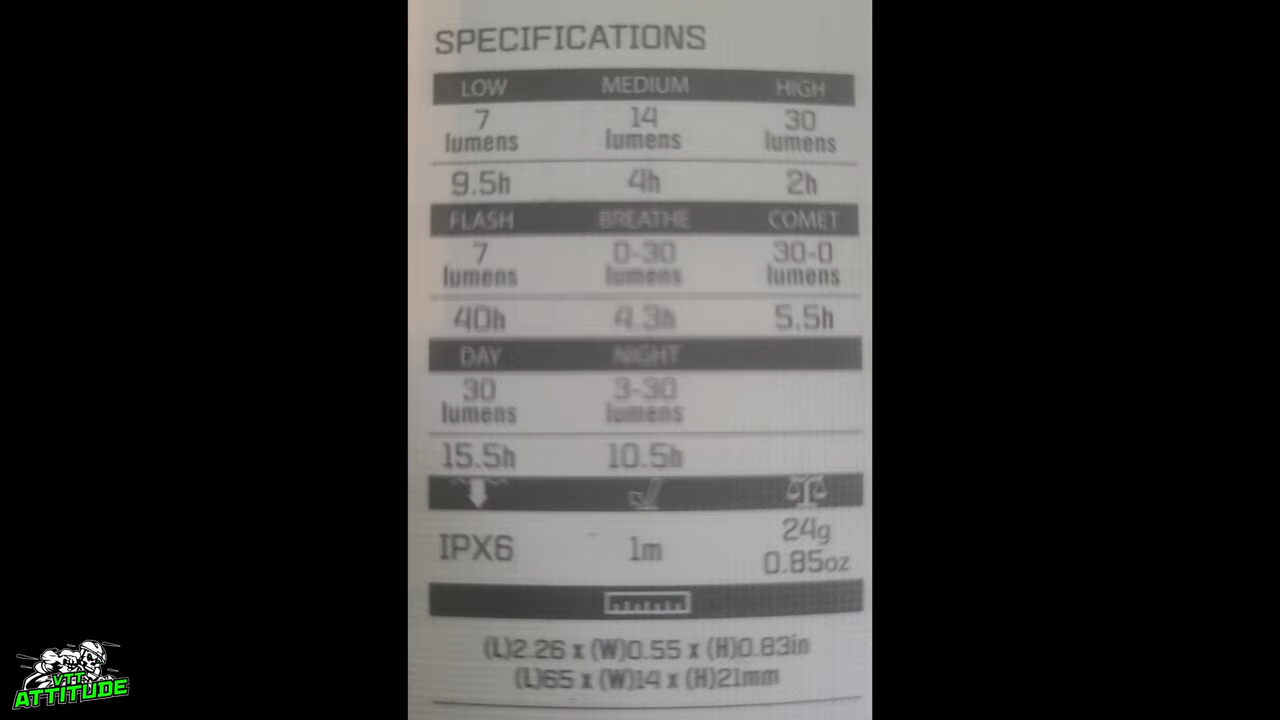 SPECIFICATIONS
LOW MEDIUM HIGH
7 14 30
lumens lumens lumens
9.5h 4h 2h
FLASH BREATHE COMET
7 0-30 30-0
lumens lumens lumens
40h 4.3h 5.5h
DAY NIGHT
30 3-30
lumens lumens
15.5h 10.5h
IPX6 1m 24g
0.85oz
(L)2.26 x (W)0.55 x (H)0.83in
(L)65 x (W)14 x (H)21mm
VTT
ATTITUDE